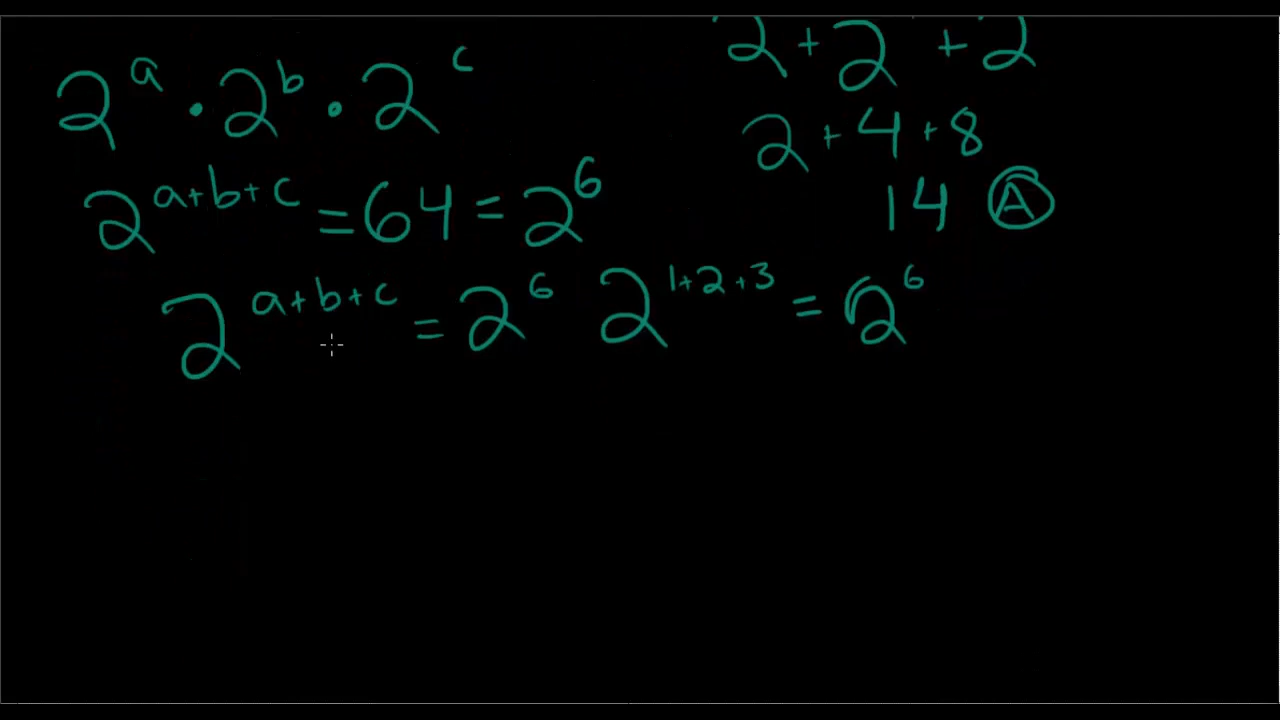 2^a · 2^b · 2^c
2^{a+b+c} = 64 = 2^6
2^{a+b+c} = 2^6
2 + 2 + 2
2 + 4 + 8
14 A
2^{1+2+3} = 2^6